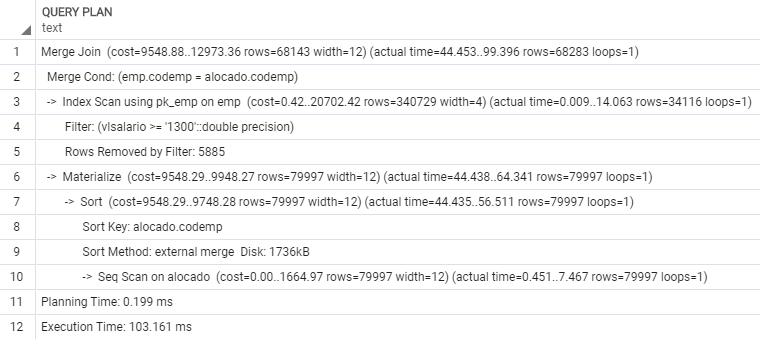 QUERY PLAN
text
1 Merge Join (cost=9548.88..12973.36 rows=68143 width=12) (actual time=44.453..99.396 rows=68283 loops=1)
2 Merge Cond: (emp.codemp = alocado.codemp)
3 -> Index Scan using pk_emp on emp (cost=0.42..20702.42 rows=340729 width=4) (actual time=0.009..14.063 rows=34116 loops=1)
4 Filter: (vlsalario >= '1300'::double precision)
5 Rows Removed by Filter: 5885
6 -> Materialize (cost=9548.29..9948.27 rows=79997 width=12) (actual time=44.438..64.341 rows=79997 loops=1)
7 -> Sort (cost=9548.29..9748.28 rows=79997 width=12) (actual time=44.435..56.511 rows=79997 loops=1)
8 Sort Key: alocado.codemp
9 Sort Method: external merge Disk: 1736kB
10 -> Seq Scan on alocado (cost=0.00..1664.97 rows=79997 width=12) (actual time=0.451..7.467 rows=79997 loops=1)
11 Planning Time: 0.199 ms
12 Execution Time: 103.161 ms